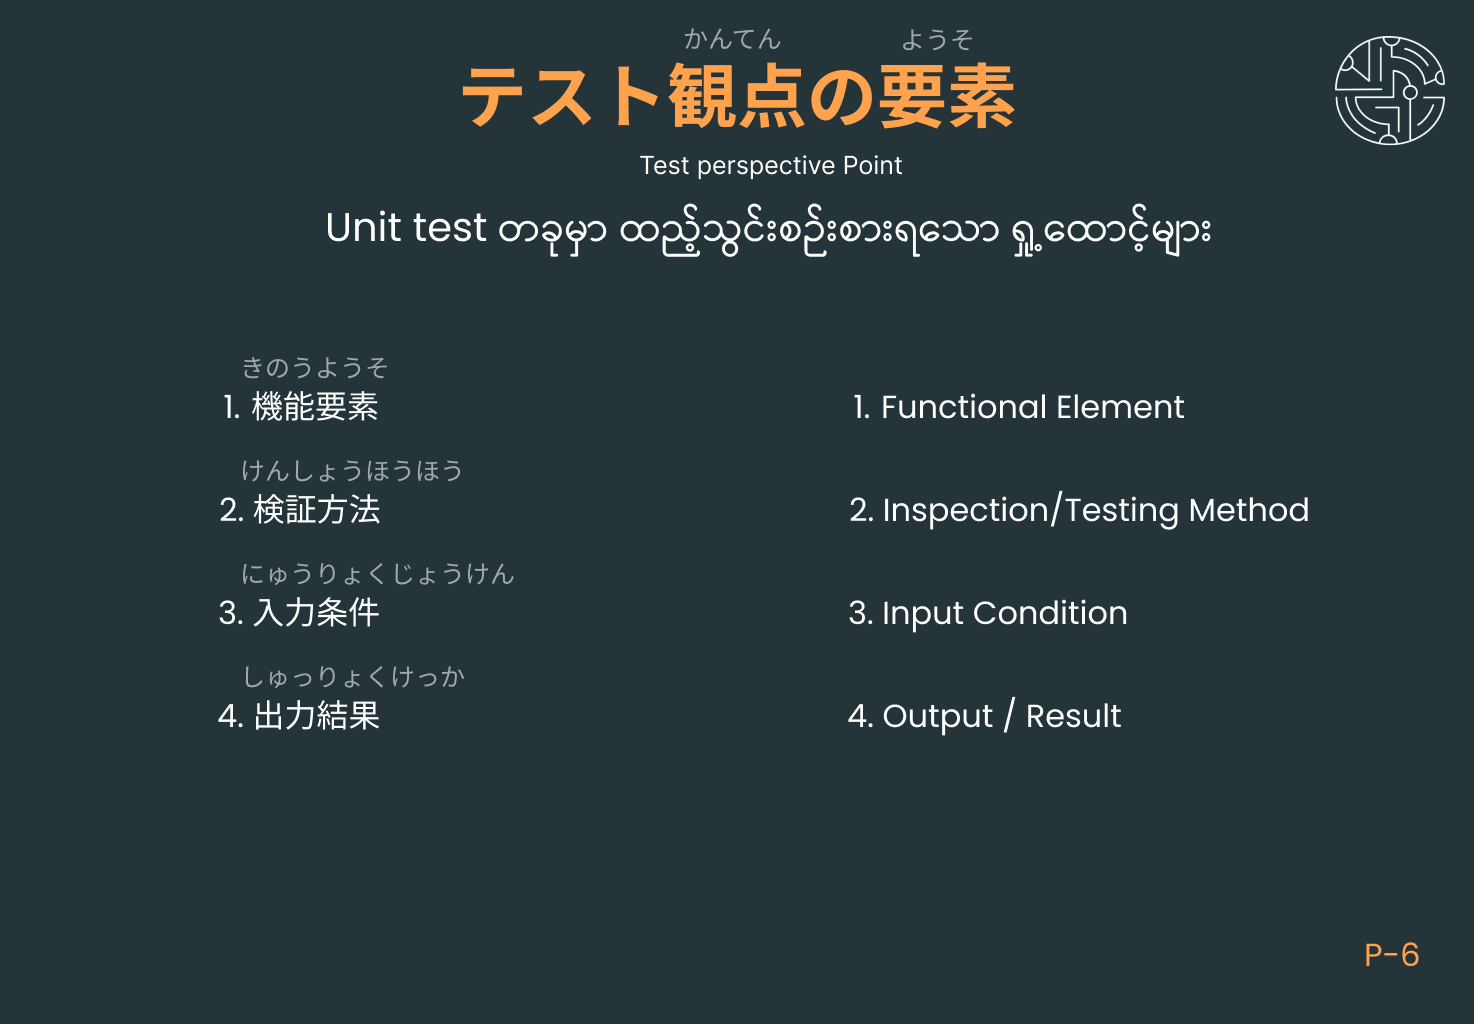 かんてん ようそ
テスト観点の要素
Test perspective Point
Unit test တခုမှာ ထည့်သွင်းစဉ်းစားရသော ရှု့ထောင့်များ
きのうようそ
1. 機能要素
1. Functional Element
けんしょうほうほう
2. 検証方法
2. Inspection/Testing Method
にゅうりょくじょうけん
3. 入力条件
3. Input Condition
しゅっりょくけっか
4. 出力結果
4. Output / Result
P-6